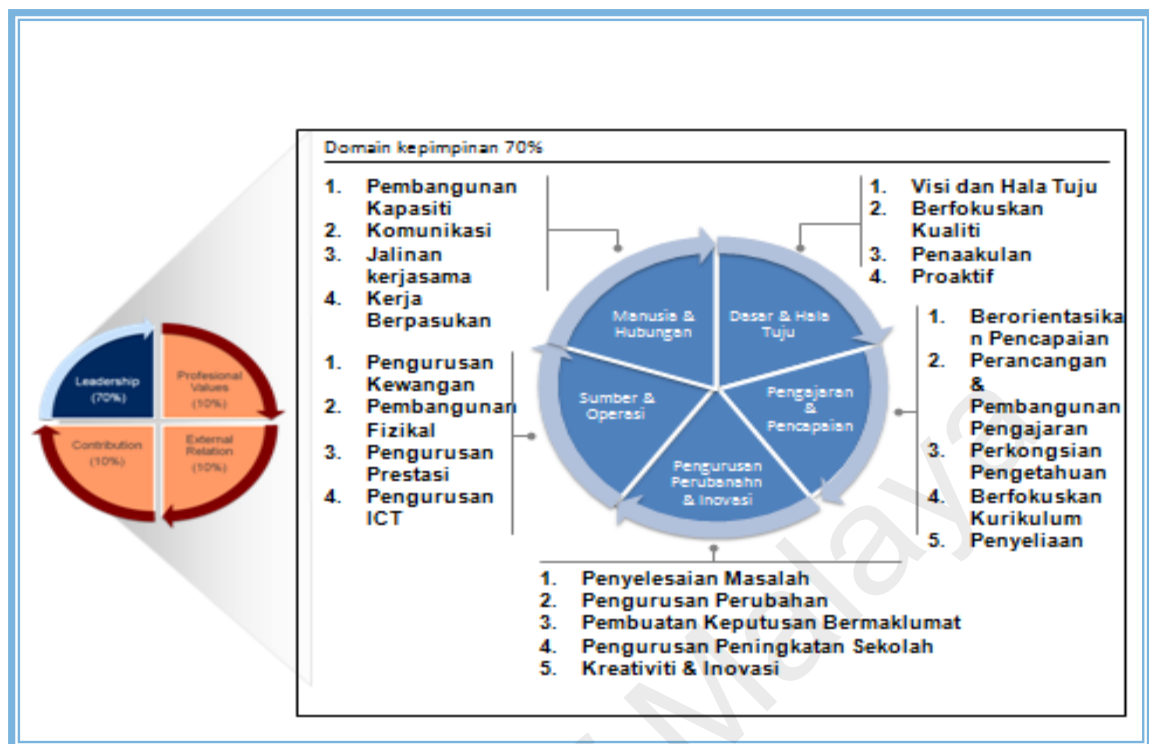 Domain kepimpinan 70%
1. Pembangunan
Kapasiti
2. Komunikasi
3. Jalinan
kerjasama
4. Kerja
Berpasukan
1. Visi dan Hala Tuju
2. Berfokuskan
Kualiti
3. Penaakulan
4. Proaktif
1. Pengurusan
Kewangan
2. Pembangunan
Fizikal
3. Pengurusan
Prestasi
4. Pengurusan
ICT
1. Berorientasika
n Pencapaian
2. Perancangan
&
Pembangunan
Pengajaran
3. Perkongsian
Pengetahuan
4. Berfokuskan
Kurikulum
5. Penyeliaan
Manusia &
Hubungan
Dasar & Hala
Tuju
Sumber &
Operasi
Pengajaran
&
Pencapaian
Pengurusan
Perubanahn
& Inovasi
1. Penyelesaian Masalah
2. Pengurusan Perubahan
3. Pembuatan Keputusan Bermaklumat
4. Pengurusan Peningkatan Sekolah
5. Kreativiti & Inovasi
Leadership
(70%)
Profesional
Values
(10%)
Contribution
(10%)
External
Relation
(10%)
Malaya